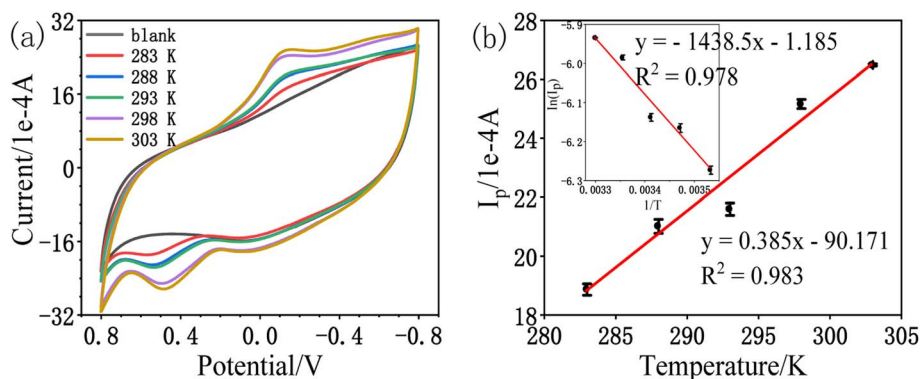 (a)
blank
283 K
288 K
293 K
298 K
303 K
Current/1e-4A
32
16
0
-16
-32
0.8
0.4
0.0
-0.4
-0.8
Potential/V
(b)
I_p/1e-4A
28
26
24
22
20
18
280
285
290
295
300
305
Temperature/K
ln(I_p)
-5.9
-6.0
-6.1
-6.2
-6.3
0.0033
0.0034
0.0035
1/T
y = - 1438.5x - 1.185
R² = 0.978
y = 0.385x - 90.171
R² = 0.983